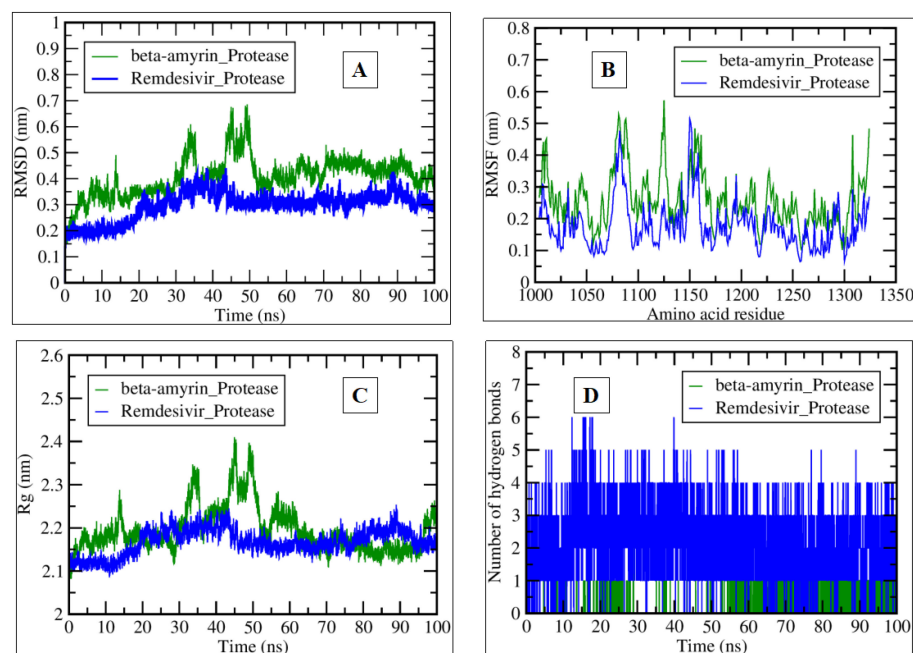 1
0.9
0.8
0.7
0.6
0.5
0.4
0.3
0.2
0.1
0
RMSD (nm)
beta-amyrin_Protease
Remdesivir_Protease
A
0 10 20 30 40 50 60 70 80 90 100
Time (ns)
0.8
0.7
0.6
0.5
0.4
0.3
0.2
0.1
0
RMSF (nm)
B
beta-amyrin_Protease
Remdesivir_Protease
1000 1050 1100 1150 1200 1250 1300 1350
Amino acid residue
2.6
2.5
2.4
2.3
2.2
2.1
2
Rg (nm)
beta-amyrin_Protease
Remdesivir_Protease
C
0 10 20 30 40 50 60 70 80 90 100
Time (ns)
8
7
6
5
4
3
2
1
0
Number of hydrogen bonds
D
beta-amyrin_Protease
Remdesivir_Protease
0 10 20 30 40 50 60 70 80 90 100
Time (ns)